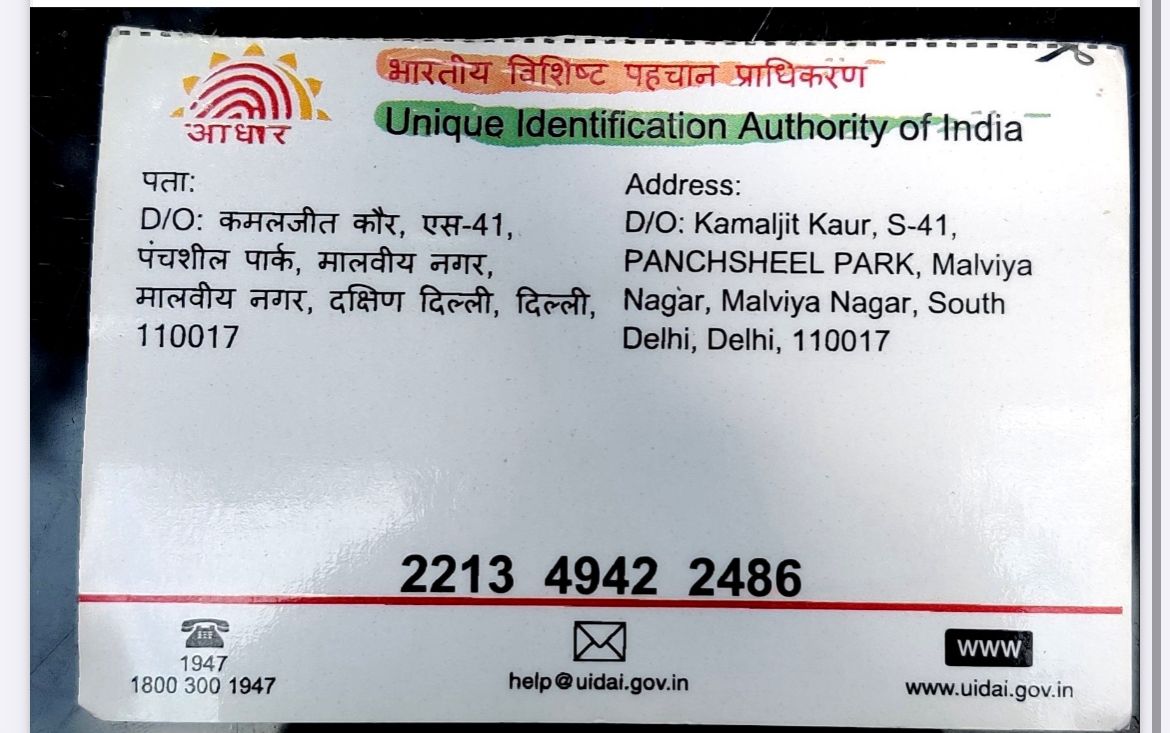 भारतीय विशिष्ट पहचान प्राधिकरण
आधार
Unique Identification Authority of India
पता:
D/O: कमलजीत कौर, एस-41,
पंचशील पार्क, मालवीय नगर,
मालवीय नगर, दक्षिण दिल्ली, दिल्ली,
110017
Address:
D/O: Kamaljit Kaur, S-41,
PANCHSHEEL PARK, Malviya
Nagar, Malviya Nagar, South
Delhi, Delhi, 110017
2213 4942 2486
1947
1800 300 1947
help@uidai.gov.in
www
www.uidai.gov.in